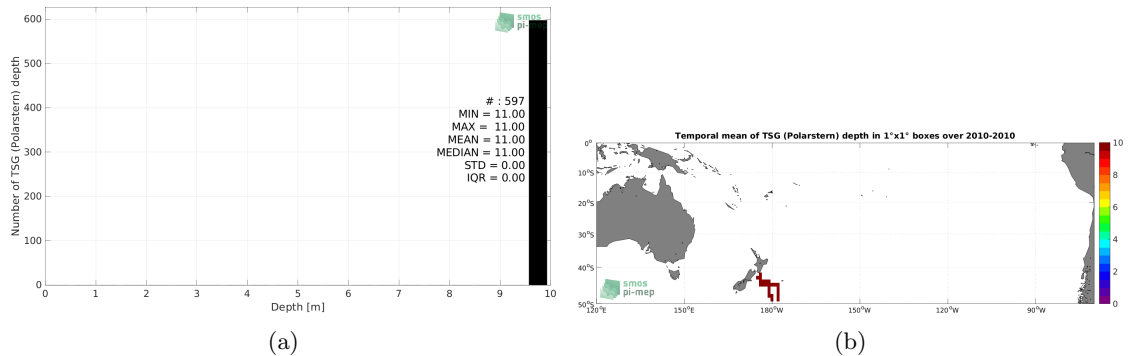 600
500
400
300
200
100
0
Number of TSG (Polarstern) depth
smos
pi-mep
# : 597
MIN = 11.00
MAX = 11.00
MEAN = 11.00
MEDIAN = 11.00
STD = 0.00
IQR = 0.00
0 1 2 3 4 5 6 7 8 9 10
Depth [m]
(a)
Temporal mean of TSG (Polarstern) depth in 1°x1° boxes over 2010-2010
0°
10°S
20°S
30°S
40°S
50°S
120°E 150°E 180°W 150°W 120°W 90°W
smos
pi-mep
10
8
6
4
2
0
(b)